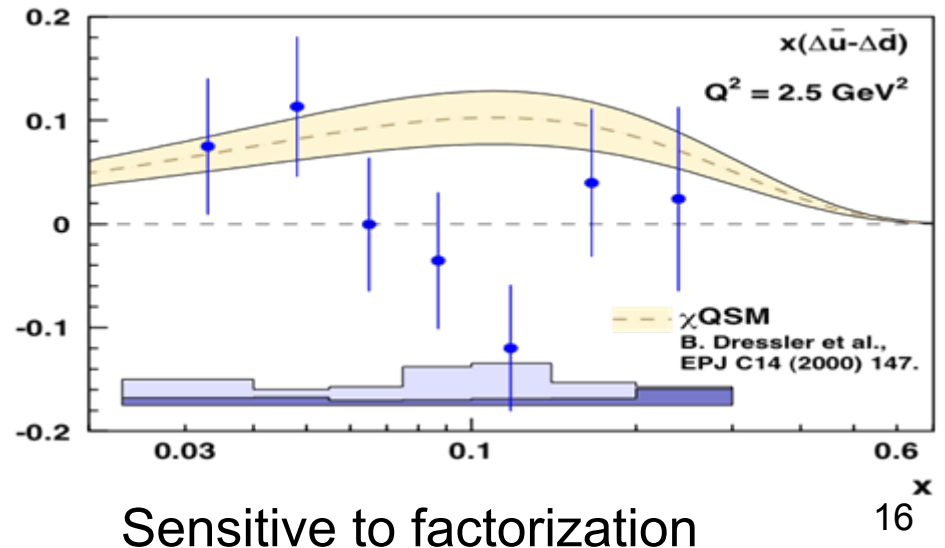 0.2
x(Δū-Δd̄)
Q² = 2.5 GeV²
0.1
0
-0.1
χQSM
B. Dressler et al.,
EPJ C14 (2000) 147.
-0.2
0.03 0.1 0.6
x
Sensitive to factorization
16